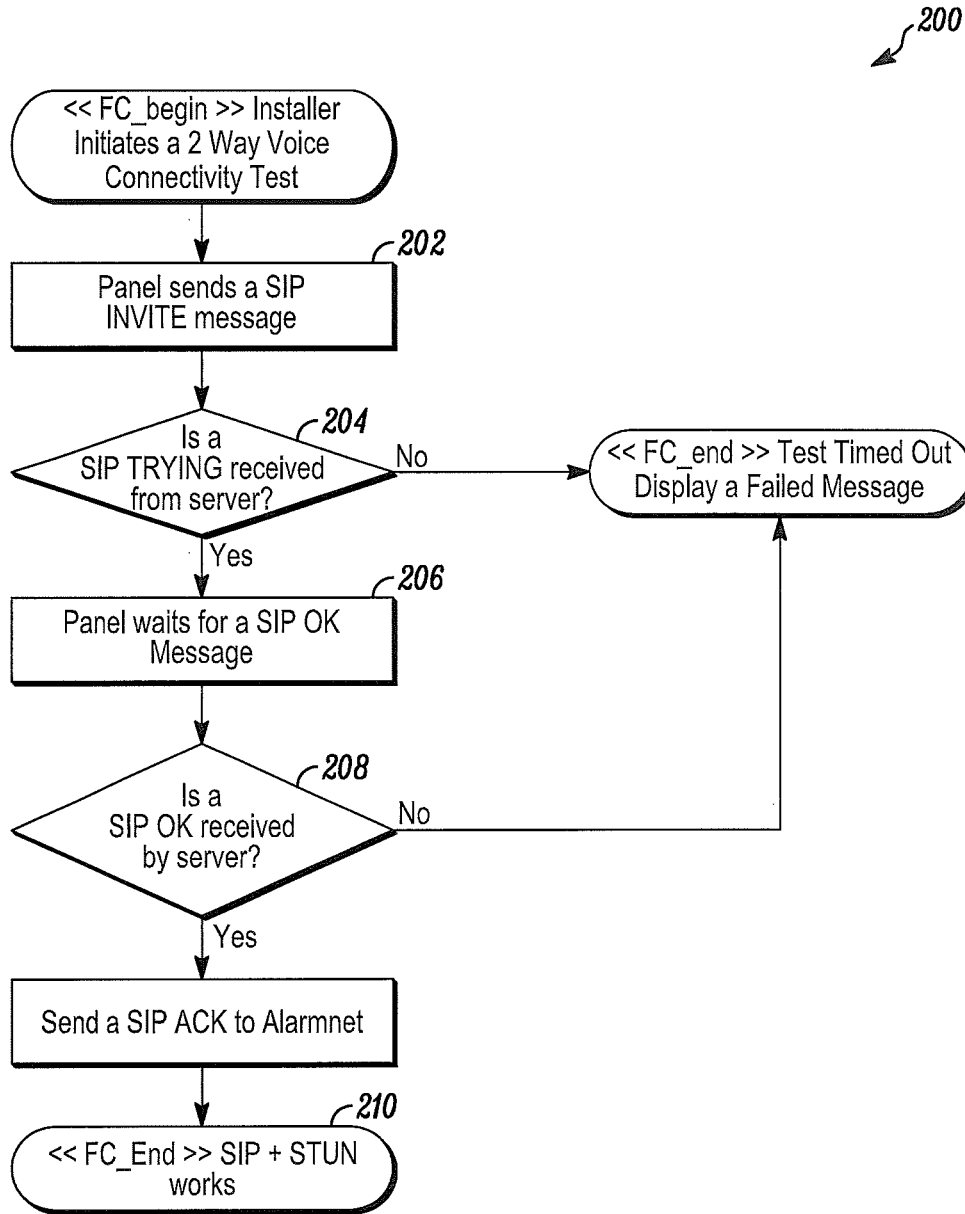 200
<< FC_begin >> Installer
Initiates a 2 Way Voice
Connectivity Test
202
Panel sends a SIP
INVITE message
204
Is a
SIP TRYING received
from server?
No
<< FC_end >> Test Timed Out
Display a Failed Message
Yes
206
Panel waits for a SIP OK
Message
208
Is a
SIP OK received
by server?
No
Yes
Send a SIP ACK to Alarmnet
210
<< FC_End >> SIP + STUN
works